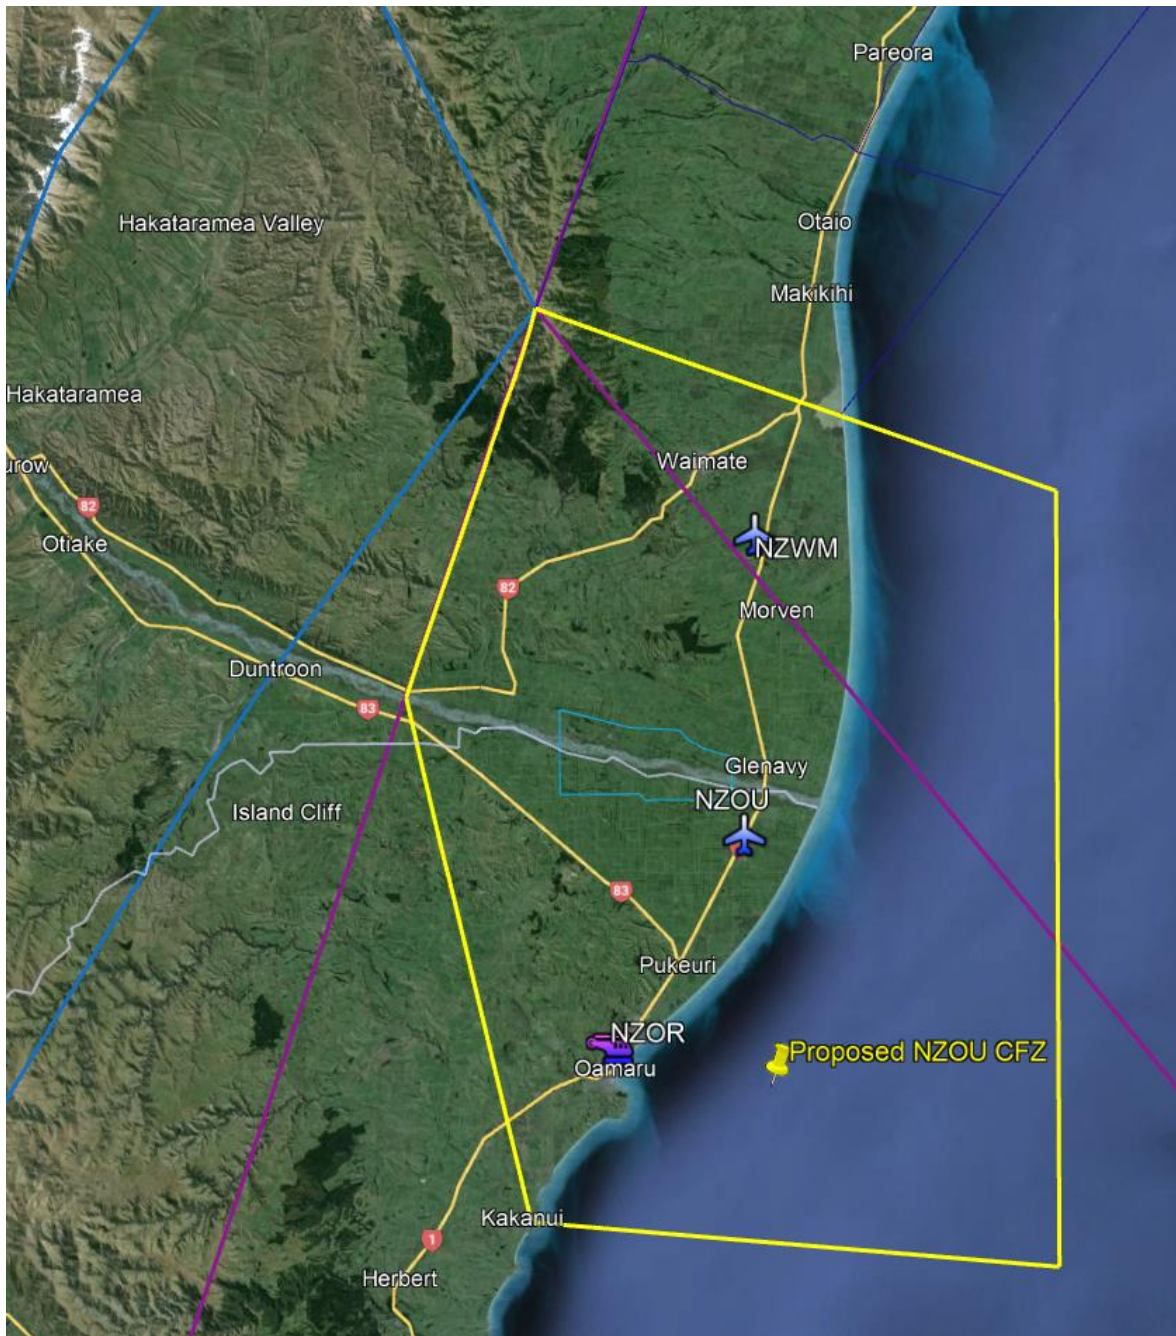 Pareora
Hakataramea Valley
Otaio
Makikihi
Hakataramea
Waimate
urow
82
Otiake
NZWM
82
Morven
Duntroon
83
Glenavy
NZOU
Island Cliff
83
Pukeuri
NZOR
Proposed NZOU CFZ
Oamaru
Kakanui
1
Herbert